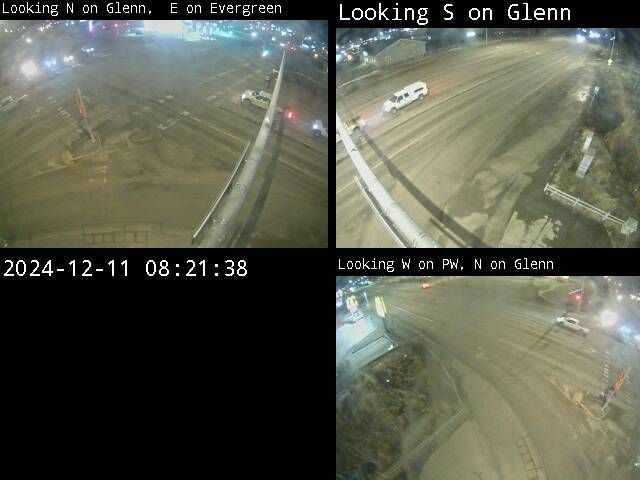 Looking N on Glenn,  E on Evergreen
Looking S on Glenn
2024-12-11 08:21:38
Looking W on PW, N on Glenn